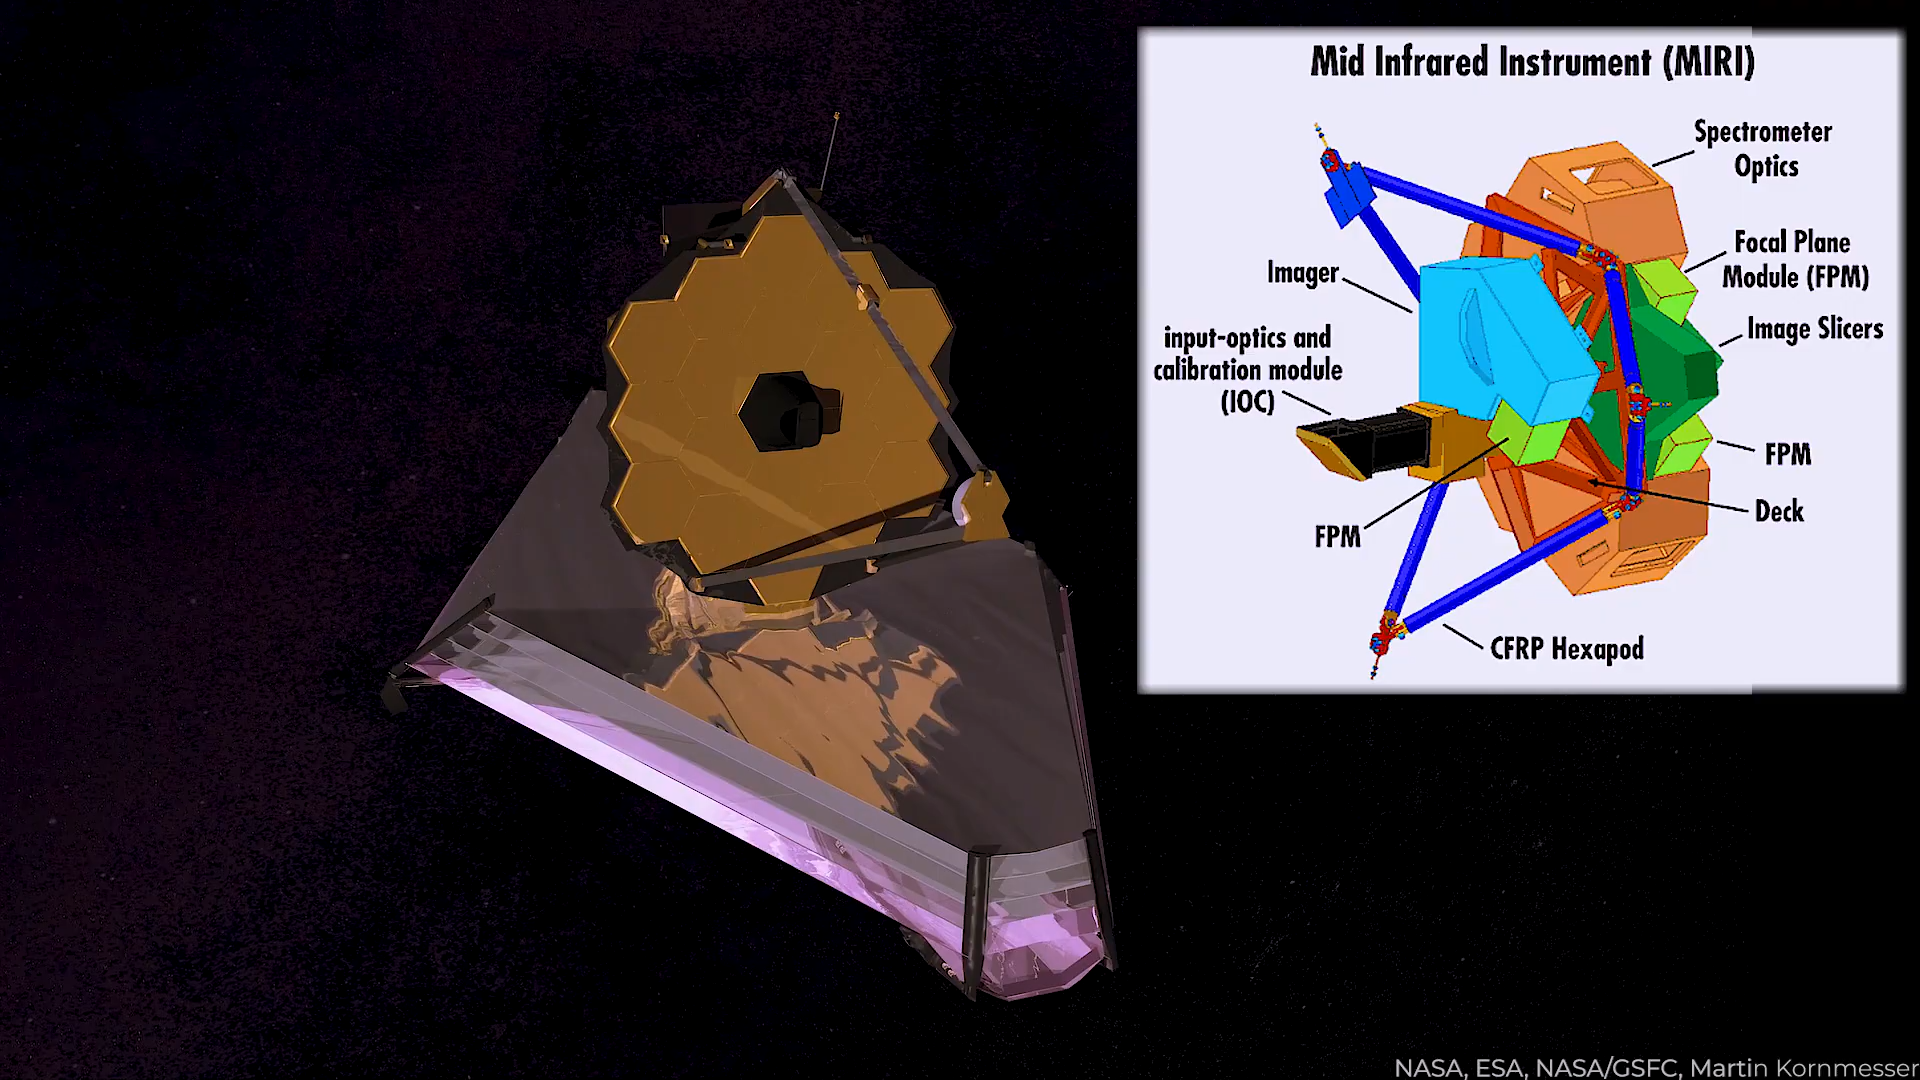 Mid Infrared Instrument (MIRI)
Spectrometer
Optics
Focal Plane
Module (FPM)
Imager
Image Slicers
input-optics and
calibration module
(IOC)
FPM
Deck
FPM
CFRP Hexapod
NASA, ESA, NASA/GSFC, Martin Kornmesser